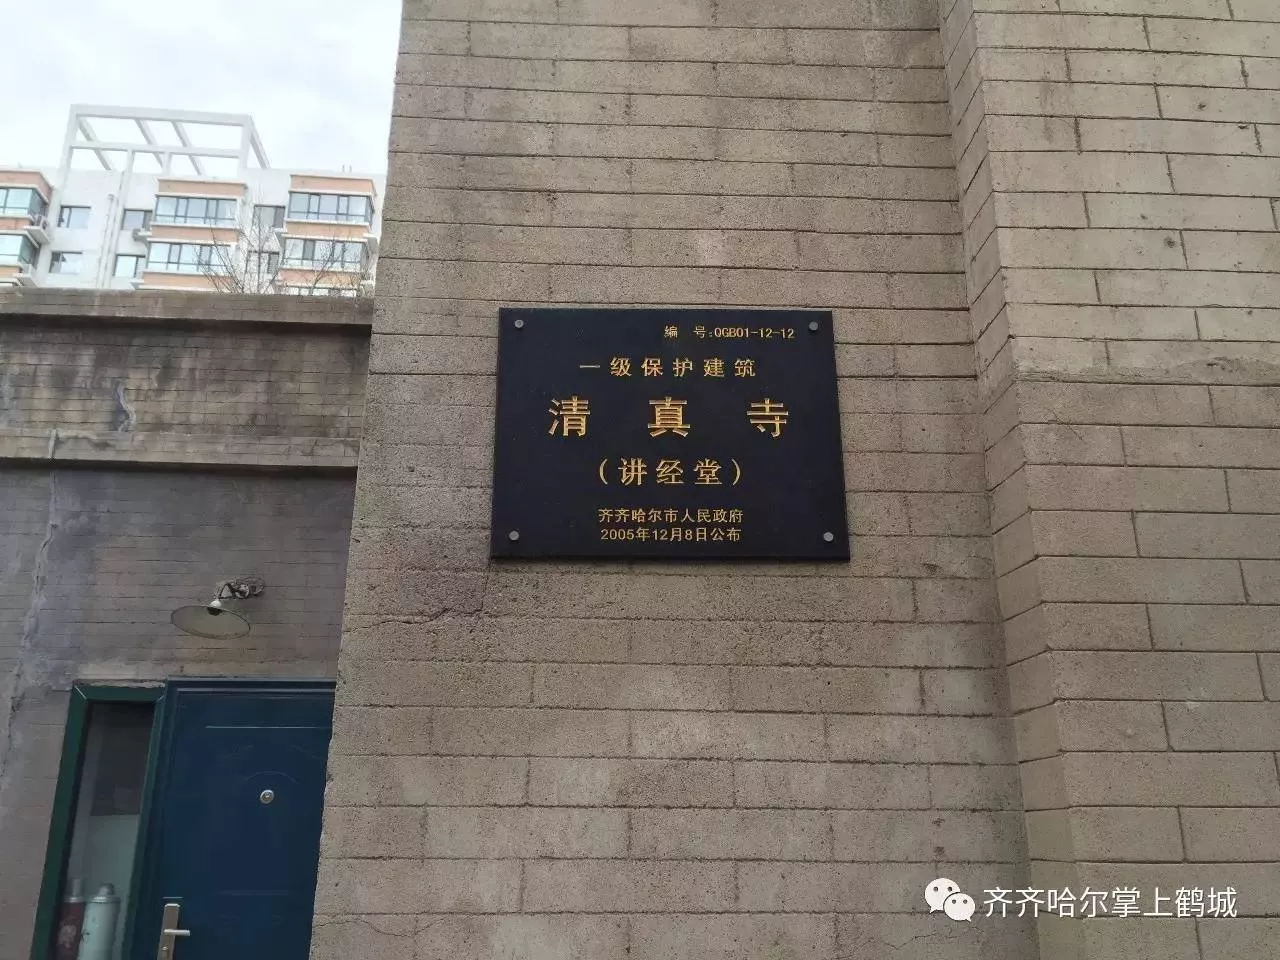 编 号:QGB01-12-12
一级保护建筑
清真寺
(讲经堂)
齐齐哈尔市人民政府
2005年12月8日公布
齐齐哈尔掌上鹤城